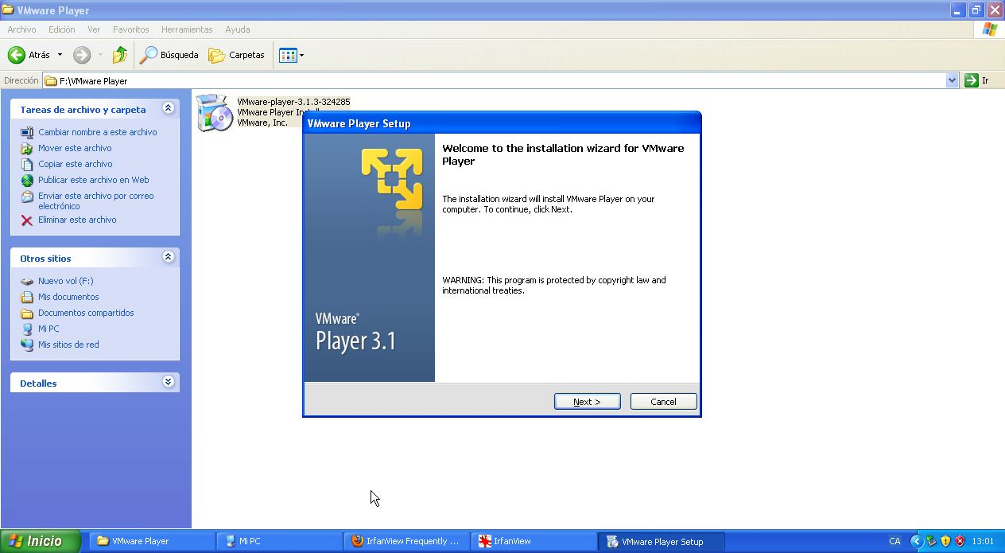 VMware Player
Archivo Edición Ver Favoritos Herramientas Ayuda
Atrás Búsqueda Carpetas
Dirección F:\VMware Player Ir
Tareas de archivo y carpeta
Cambiar nombre a este archivo
Mover este archivo
Copiar este archivo
Publicar este archivo en Web
Enviar este archivo por correo
electrónico
Eliminar este archivo
Otros sitios
Nuevo vol (F:)
Mis documentos
Documentos compartidos
Mi PC
Mis sitios de red
Detalles
VMware-player-3.1.3-324285
VMware Player
VMware, Inc.
VMware Player Setup
Welcome to the installation wizard for VMware
Player
The installation wizard will install VMware Player on your
computer. To continue, click Next.
WARNING: This program is protected by copyright law and
international treaties.
VMware®
Player 3.1
Next >
Cancel
Inicio VMware Player Mi PC IrfanView Frequently ... IrfanView VMware Player Setup CA 13:01